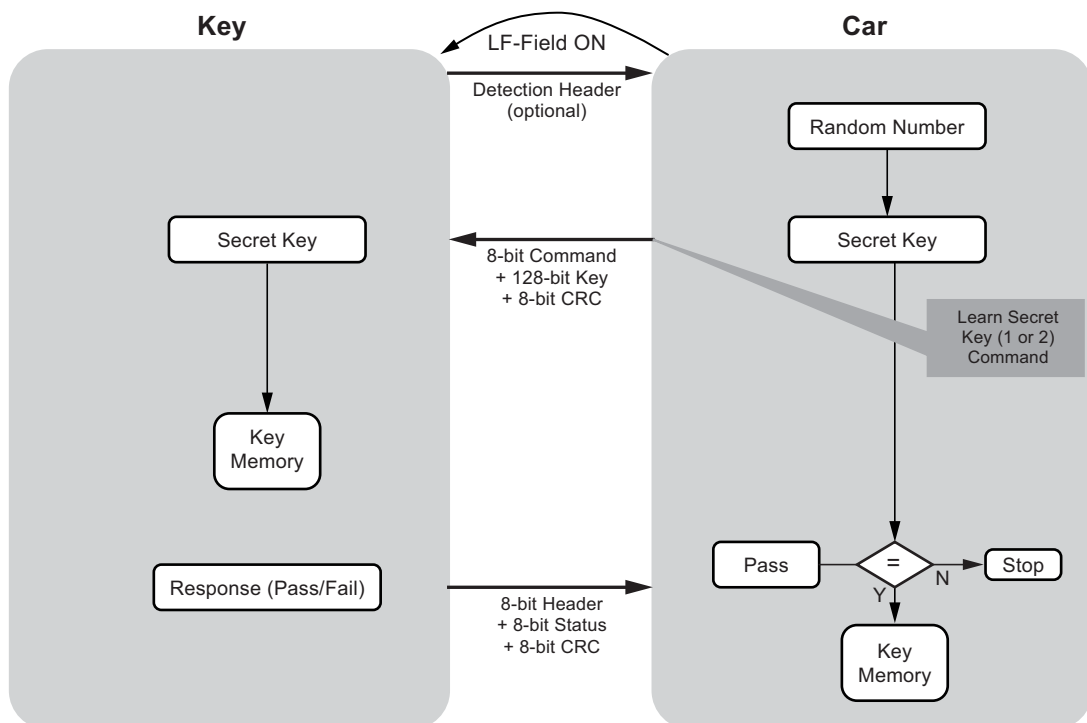 Key
Car
LF-Field ON
Detection Header
(optional)
Random Number
Secret Key
Secret Key
8-bit Command
+ 128-bit Key
+ 8-bit CRC
Learn Secret
Key (1 or 2)
Command
Key
Memory
Response (Pass/Fail)
8-bit Header
+ 8-bit Status
+ 8-bit CRC
Pass
=
N
Stop
Y
Key
Memory